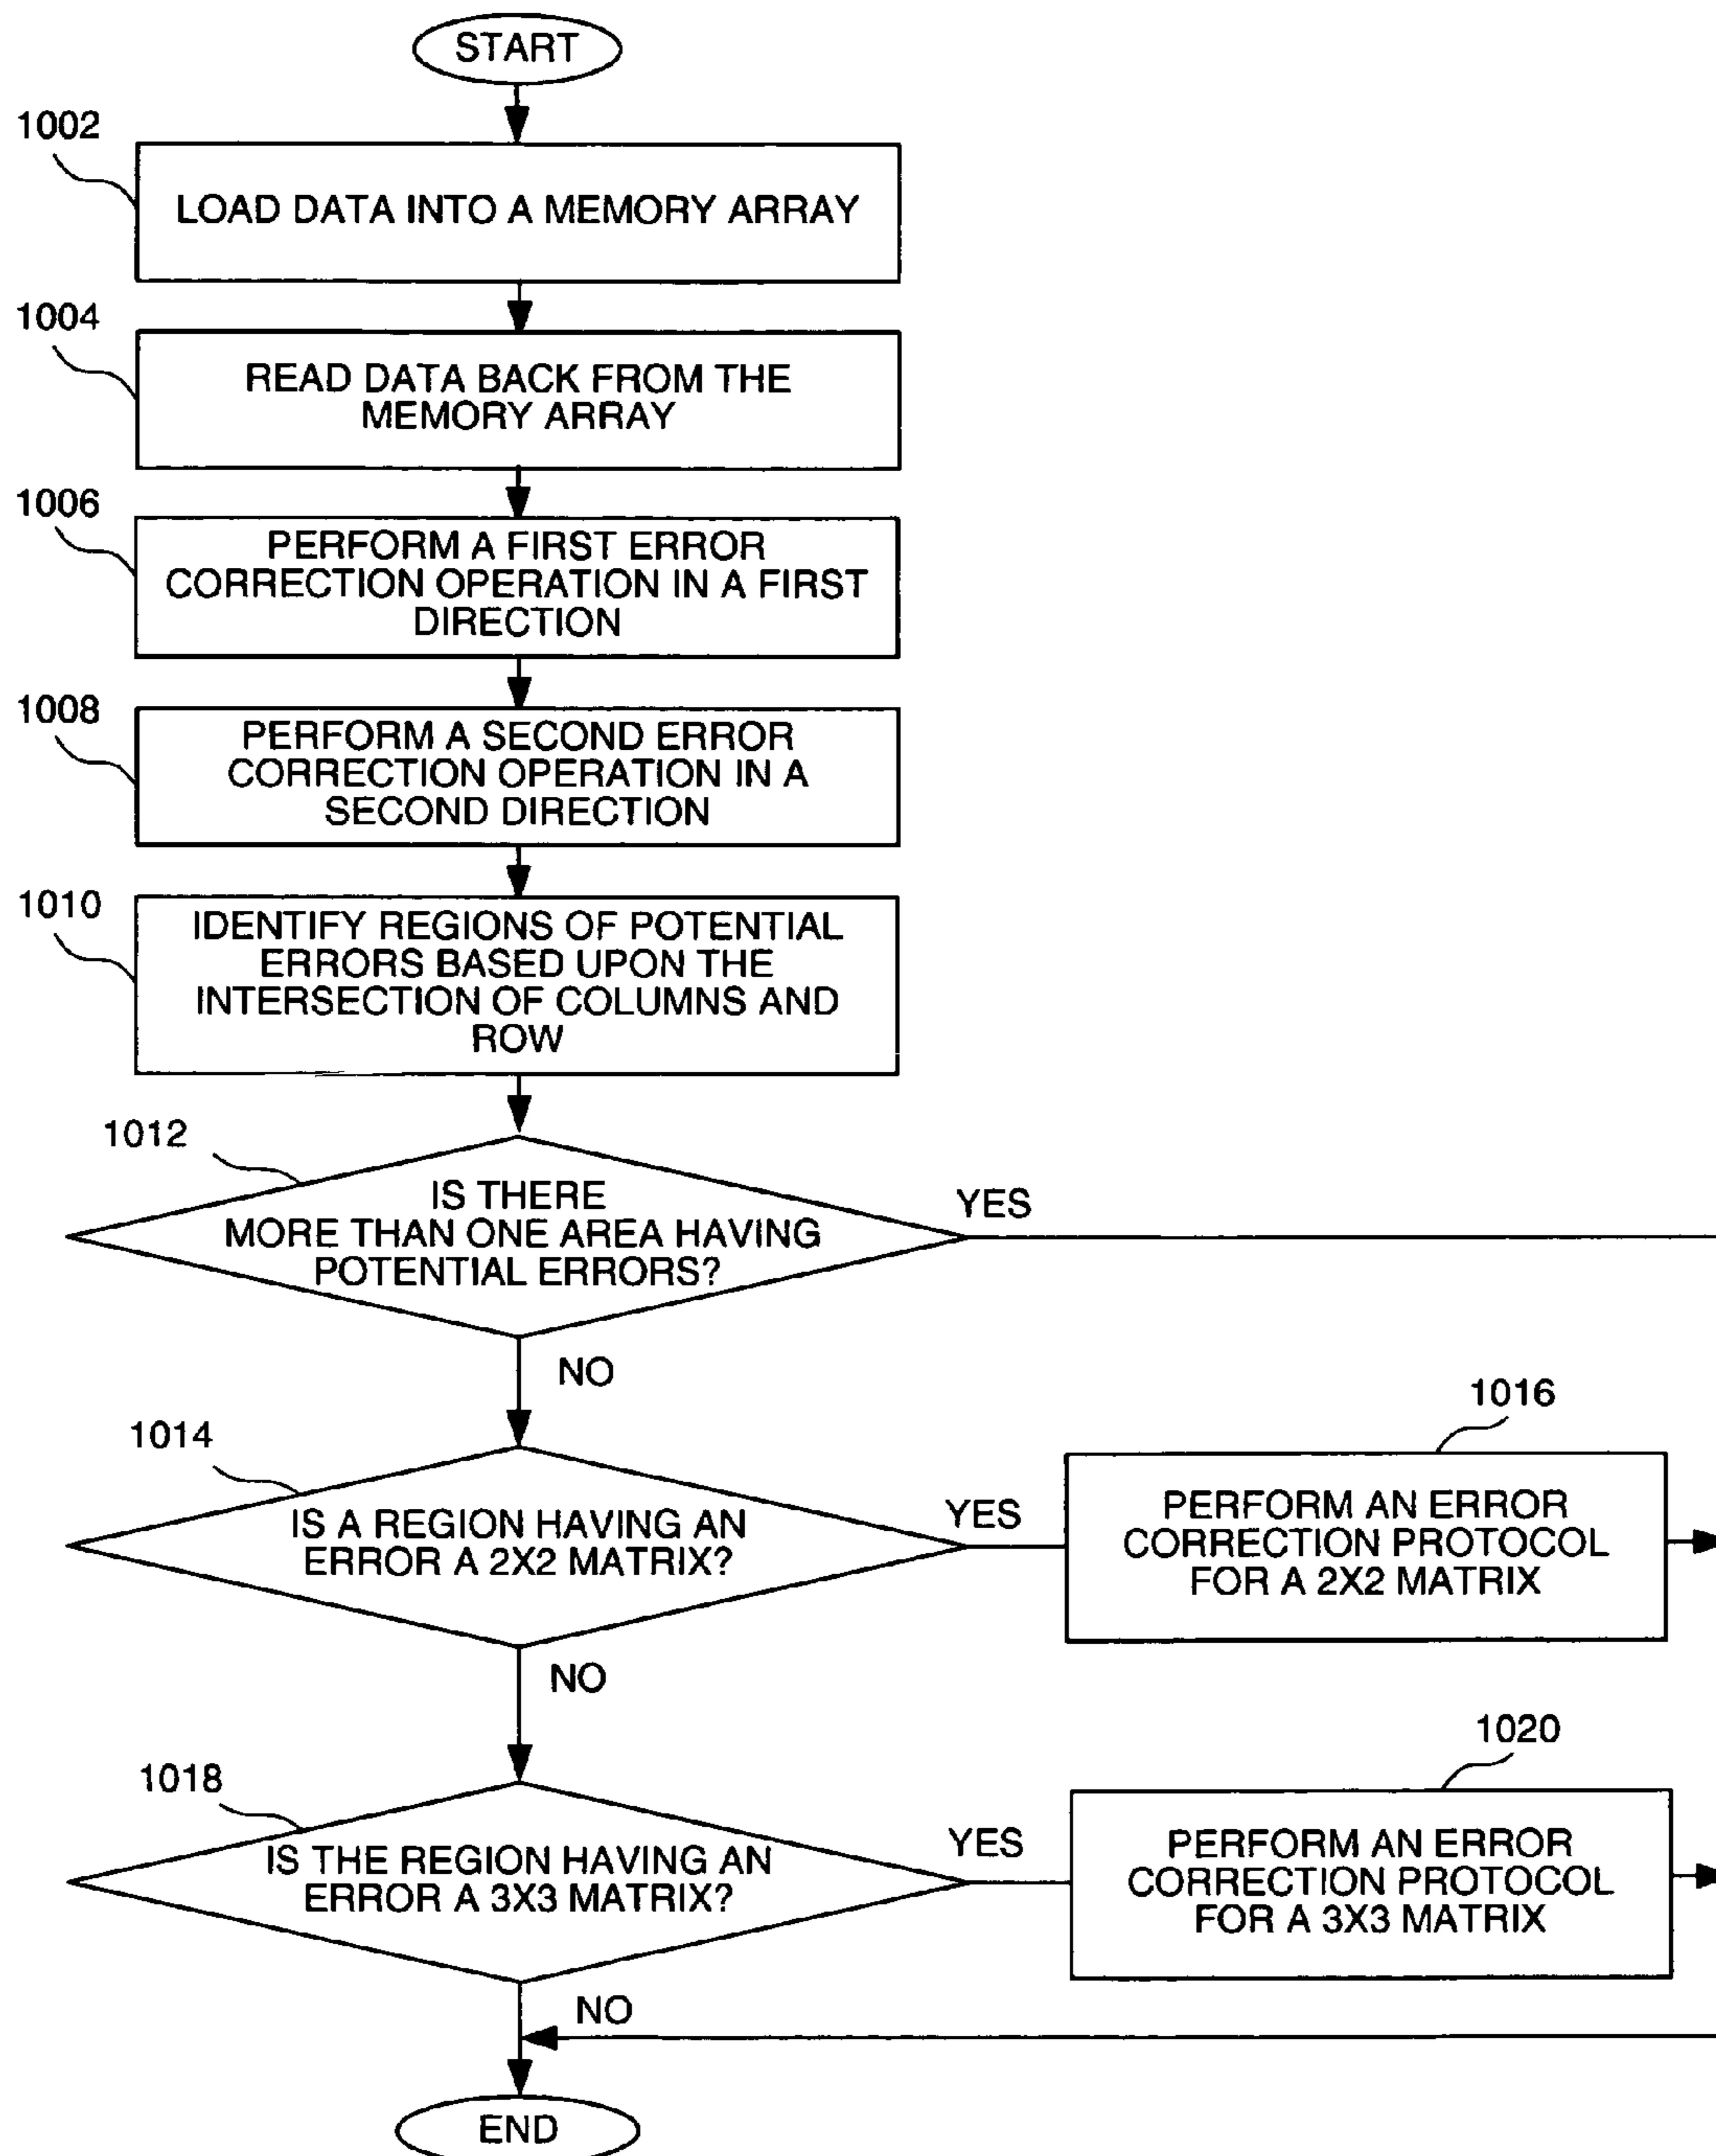 START
1002
LOAD DATA INTO A MEMORY ARRAY
1004
READ DATA BACK FROM THE
MEMORY ARRAY
1006
PERFORM A FIRST ERROR
CORRECTION OPERATION IN A FIRST
DIRECTION
1008
PERFORM A SECOND ERROR
CORRECTION OPERATION IN A
SECOND DIRECTION
1010
IDENTIFY REGIONS OF POTENTIAL
ERRORS BASED UPON THE
INTERSECTION OF COLUMNS AND
ROW
1012
IS THERE
MORE THAN ONE AREA HAVING
POTENTIAL ERRORS?
YES
NO
1014
IS A REGION HAVING AN
ERROR A 2X2 MATRIX?
YES
1016
PERFORM AN ERROR
CORRECTION PROTOCOL
FOR A 2X2 MATRIX
NO
1018
IS THE REGION HAVING AN
ERROR A 3X3 MATRIX?
YES
1020
PERFORM AN ERROR
CORRECTION PROTOCOL
FOR A 3X3 MATRIX
NO
END